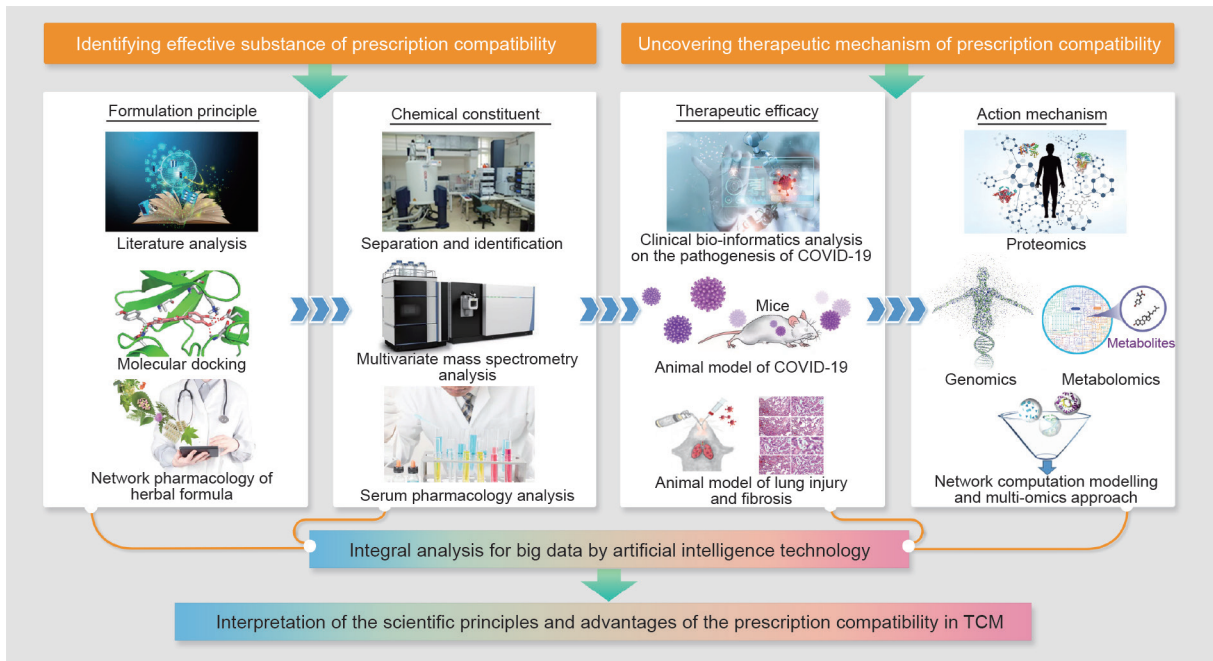 Identifying effective substance of prescription compatibility
Uncovering therapeutic mechanism of prescription compatibility
Formulation principle
Literature analysis
Molecular docking
Network pharmacology of
herbal formula
Chemical constituent
Separation and identification
Multivariate mass spectrometry
analysis
Serum pharmacology analysis
Therapeutic efficacy
Clinical bio-informatics analysis
on the pathogenesis of COVID-19
Mice
Animal model of COVID-19
Animal model of lung injury
and fibrosis
Action mechanism
Proteomics
Metabolites
Genomics
Metabolomics
Network computation modelling
and multi-omics approach
Integral analysis for big data by artificial intelligence technology
Interpretation of the scientific principles and advantages of the prescription compatibility in TCM